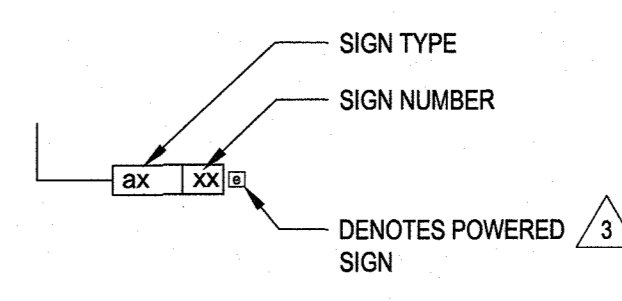 SIGN TYPE
SIGN NUMBER
ax xx e
DENOTES POWERED 3
SIGN